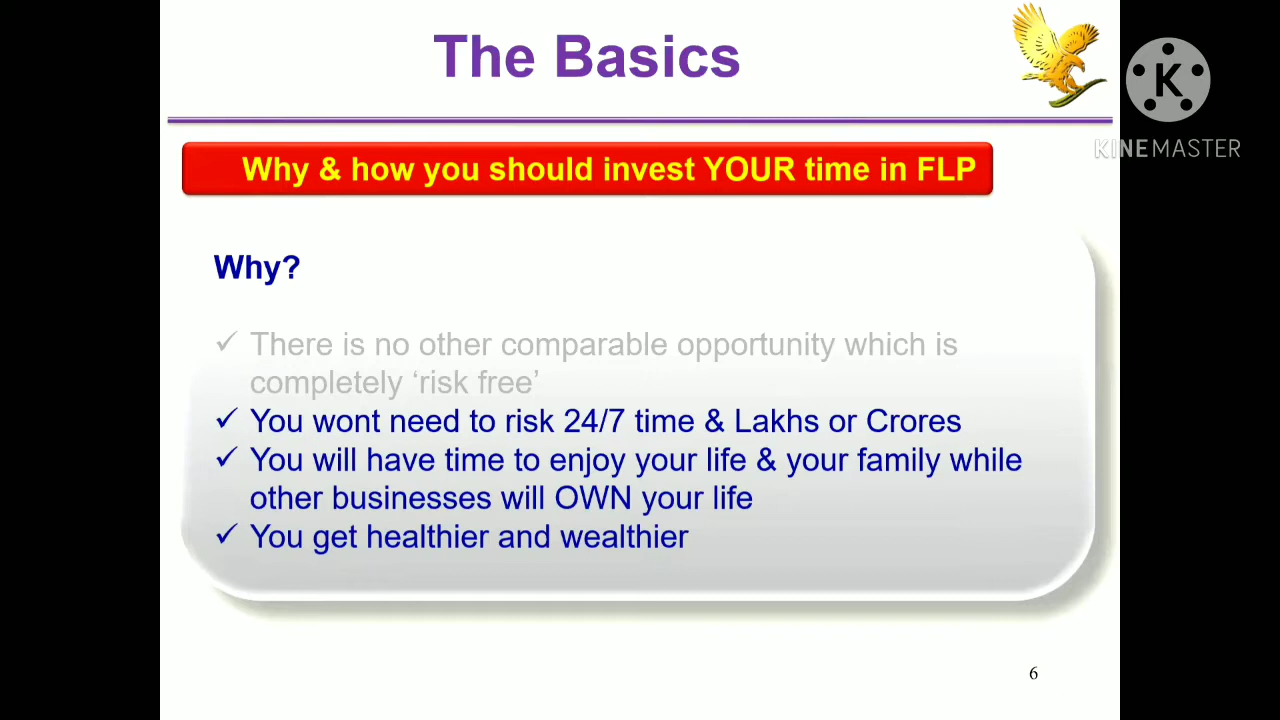 The Basics
K
KINEMASTER
Why & how you should invest YOUR time in FLP
Why?
✓ There is no other comparable opportunity which is
completely ‘risk free’
✓ You wont need to risk 24/7 time & Lakhs or Crores
✓ You will have time to enjoy your life & your family while
other businesses will OWN your life
✓ You get healthier and wealthier
6